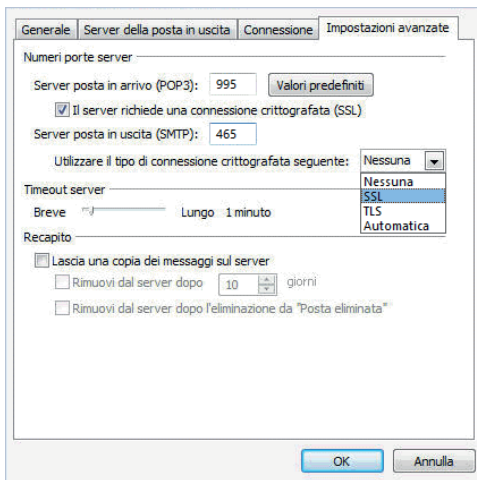 Generale Server della posta in uscita Connessione Impostazioni avanzate
Numeri porte server
Server posta in arrivo (POP3): 995 Valori predefiniti
Il server richiede una connessione crittografata (SSL)
Server posta in uscita (SMTP): 465
Utilizzare il tipo di connessione crittografata seguente: Nessuna
Nessuna
SSL
TLS
Automatica
Timeout server
Breve Lungo 1 minuto
Recapito
Lascia una copia dei messaggi sul server
Rimuovi dal server dopo 10 giorni
Rimuovi dal server dopo l'eliminazione da "Posta eliminata"
OK Annulla